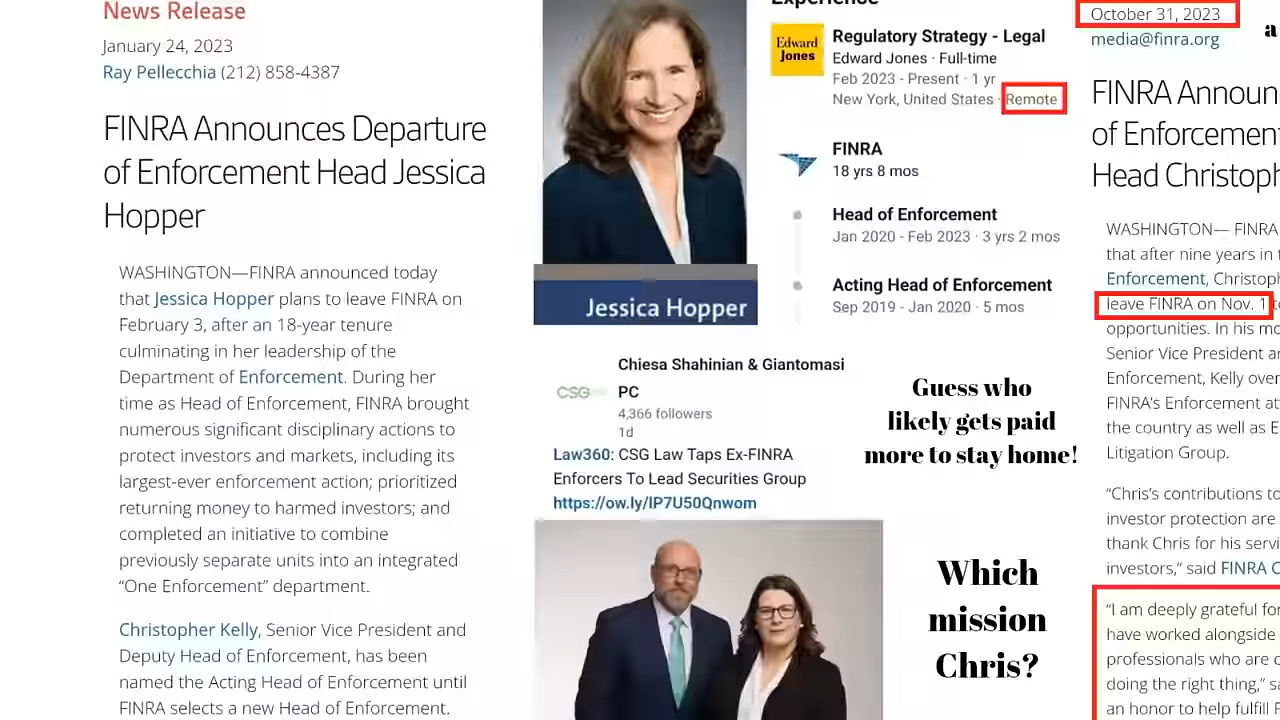 News Release
January 24, 2023
Ray Pellecchia (212) 858-4387
FINRA Announces Departure
of Enforcement Head Jessica
Hopper
WASHINGTON—FINRA announced today
that Jessica Hopper plans to leave FINRA on
February 3, after an 18-year tenure
culminating in her leadership of the
Department of Enforcement. During her
time as Head of Enforcement, FINRA brought
numerous significant disciplinary actions to
protect investors and markets, including its
largest-ever enforcement action; prioritized
returning money to harmed investors; and
completed an initiative to combine
previously separate units into an integrated
“One Enforcement” department.
Christopher Kelly, Senior Vice President and
Deputy Head of Enforcement, has been
named the Acting Head of Enforcement until
FINRA selects a new Head of Enforcement.
Jessica Hopper
Experience
Edward
Jones
Regulatory Strategy - Legal
Edward Jones · Full-time
Feb 2023 - Present · 1 yr
New York, United States · Remote
FINRA
18 yrs 8 mos
Head of Enforcement
Jan 2020 - Feb 2023 · 3 yrs 2 mos
Acting Head of Enforcement
Sep 2019 - Jan 2020 · 5 mos
CSG
Chiesa Shahinian & Giantomasi
PC
4,366 followers
1d
Law360: CSG Law Taps Ex-FINRA
Enforcers To Lead Securities Group
https://ow.ly/IP7U50Qnwom
Guess who
likely gets paid
more to stay home!
Which
mission
Chris?
October 31, 2023
media@finra.org
a
FINRA Announ
of Enforcemen
Head Christoph
WASHINGTON— FINRA
that after nine years in
Enforcement, Christoph
leave FINRA on Nov. 1
opportunities. In his mo
Senior Vice President a
Enforcement, Kelly over
FINRA's Enforcement at
the country as well as E
Litigation Group.
“Chris's contributions to
investor protection are
thank Chris for his servi
investors,” said FINRA C
“I am deeply grateful for
have worked alongside
professionals who are
doing the right thing,” sa
an honor to help fulfill F